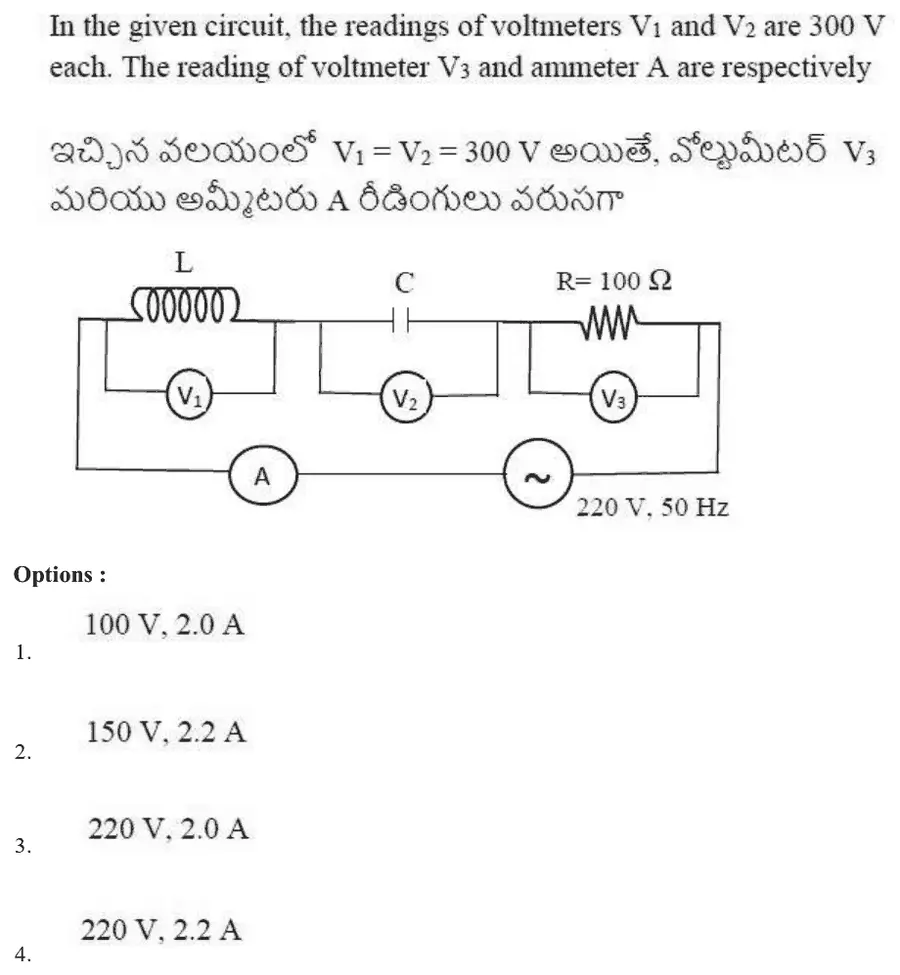 In the given circuit, the readings of voltmeters V1 and V2 are 300 V
each. The reading of voltmeter V3 and ammeter A are respectively
ఇచ్చిన వలయంలో V1 = V2 = 300 V అయితే, వోల్టుమీటర్ V3
మరియు అమ్మీటరు A రీడింగులు వరుసగా
L
C
R= 100 Ω
V1
V2
V3
A
~
220 V, 50 Hz
Options :
100 V, 2.0 A
1.
150 V, 2.2 A
2.
220 V, 2.0 A
3.
220 V, 2.2 A
4.